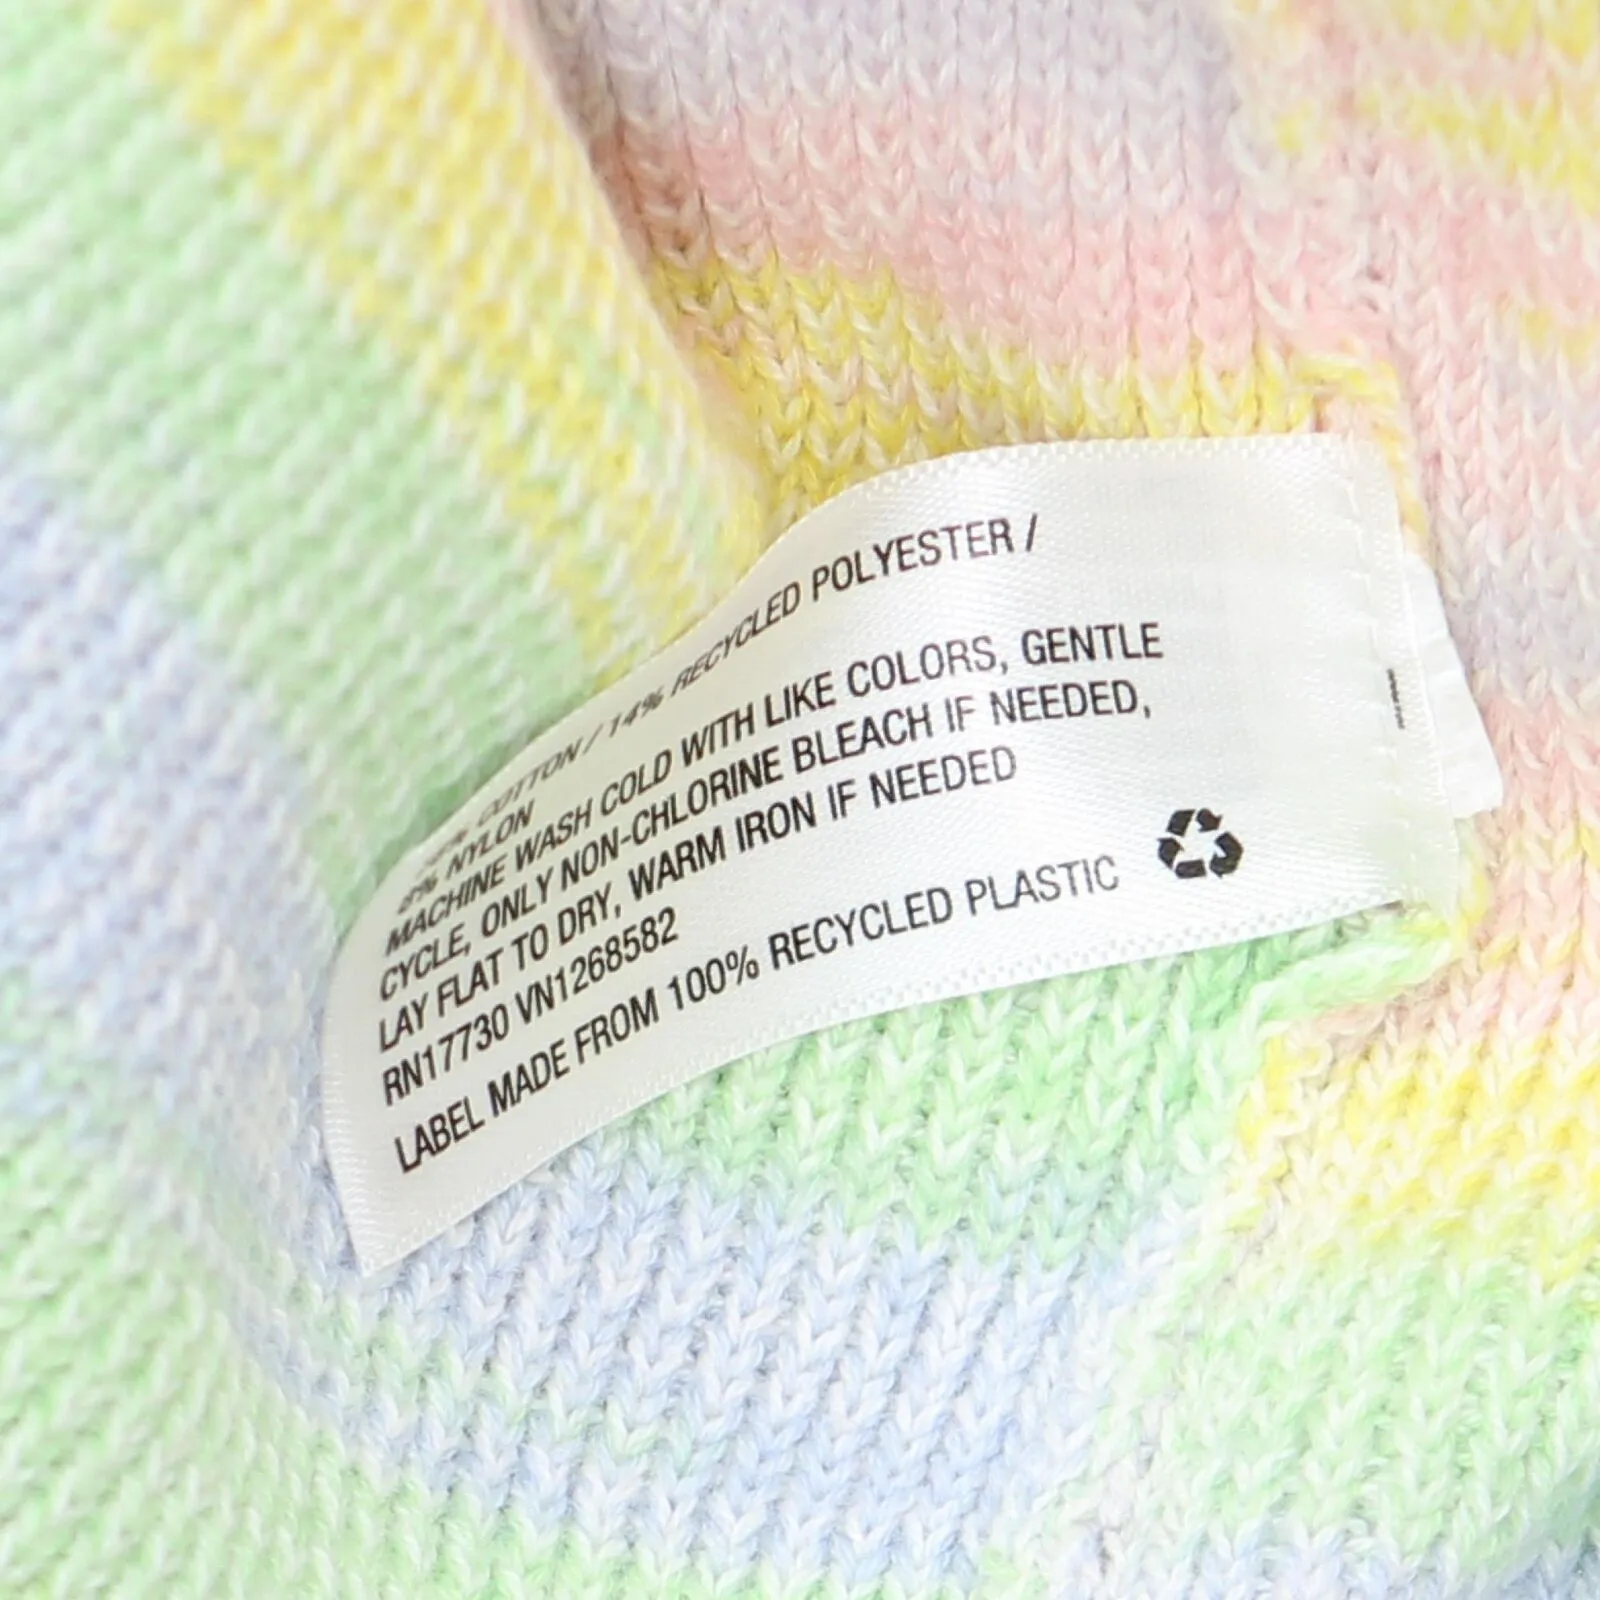 COTTON / 14% RECYCLED POLYESTER /
NYLON
MACHINE WASH COLD WITH LIKE COLORS, GENTLE
CYCLE, ONLY NON-CHLORINE BLEACH IF NEEDED,
LAY FLAT TO DRY, WARM IRON IF NEEDED
RN17730 VN1268582
LABEL MADE FROM 100% RECYCLED PLASTIC